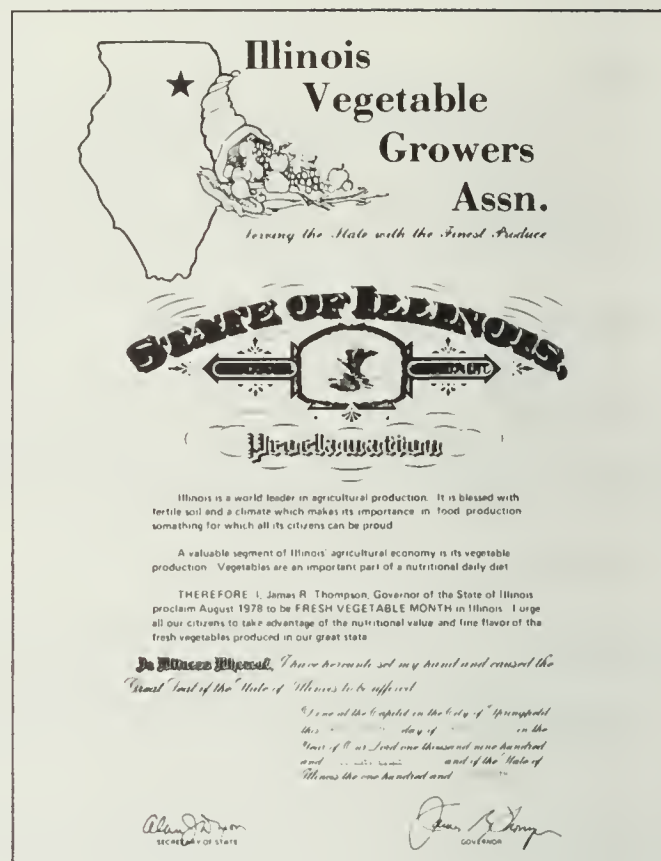 Illinois
Vegetable
Growers
Assn.
Serving the State with the Finest Produce
STATE OF ILLINOIS,
Proclamation
Illinois is a world leader in agricultural production. It is blessed with
fertile soil and a climate which makes its importance in food production
somathing for which all its citizens can be proud
A valuable segment of Illinois' agricultural economy is its vegetable
production Vegetables are an important part of a nutritional daily diet
THEREFORE I, James R Thompson, Governor of the State of Illinois
proclaim August 1978 to be FRESH VEGETABLE MONTH in Illinois I urge
all our citizens to take advantage of the nutritional value and fine flavor of the
fresh vegetables produced in our great stata
In Witness Whereof, I have hereunto set my hand and caused the
Great Seal of the State of Illinois to be affixed
Done at the Capitol in the City of Springfield
this day of in the
Year of Our Lord one thousand nine hundred
and and of the State of
Illinois the one hundred and
Alan J Dixon
SECRETARY OF STATE
James R Thompson
GOVERNOR